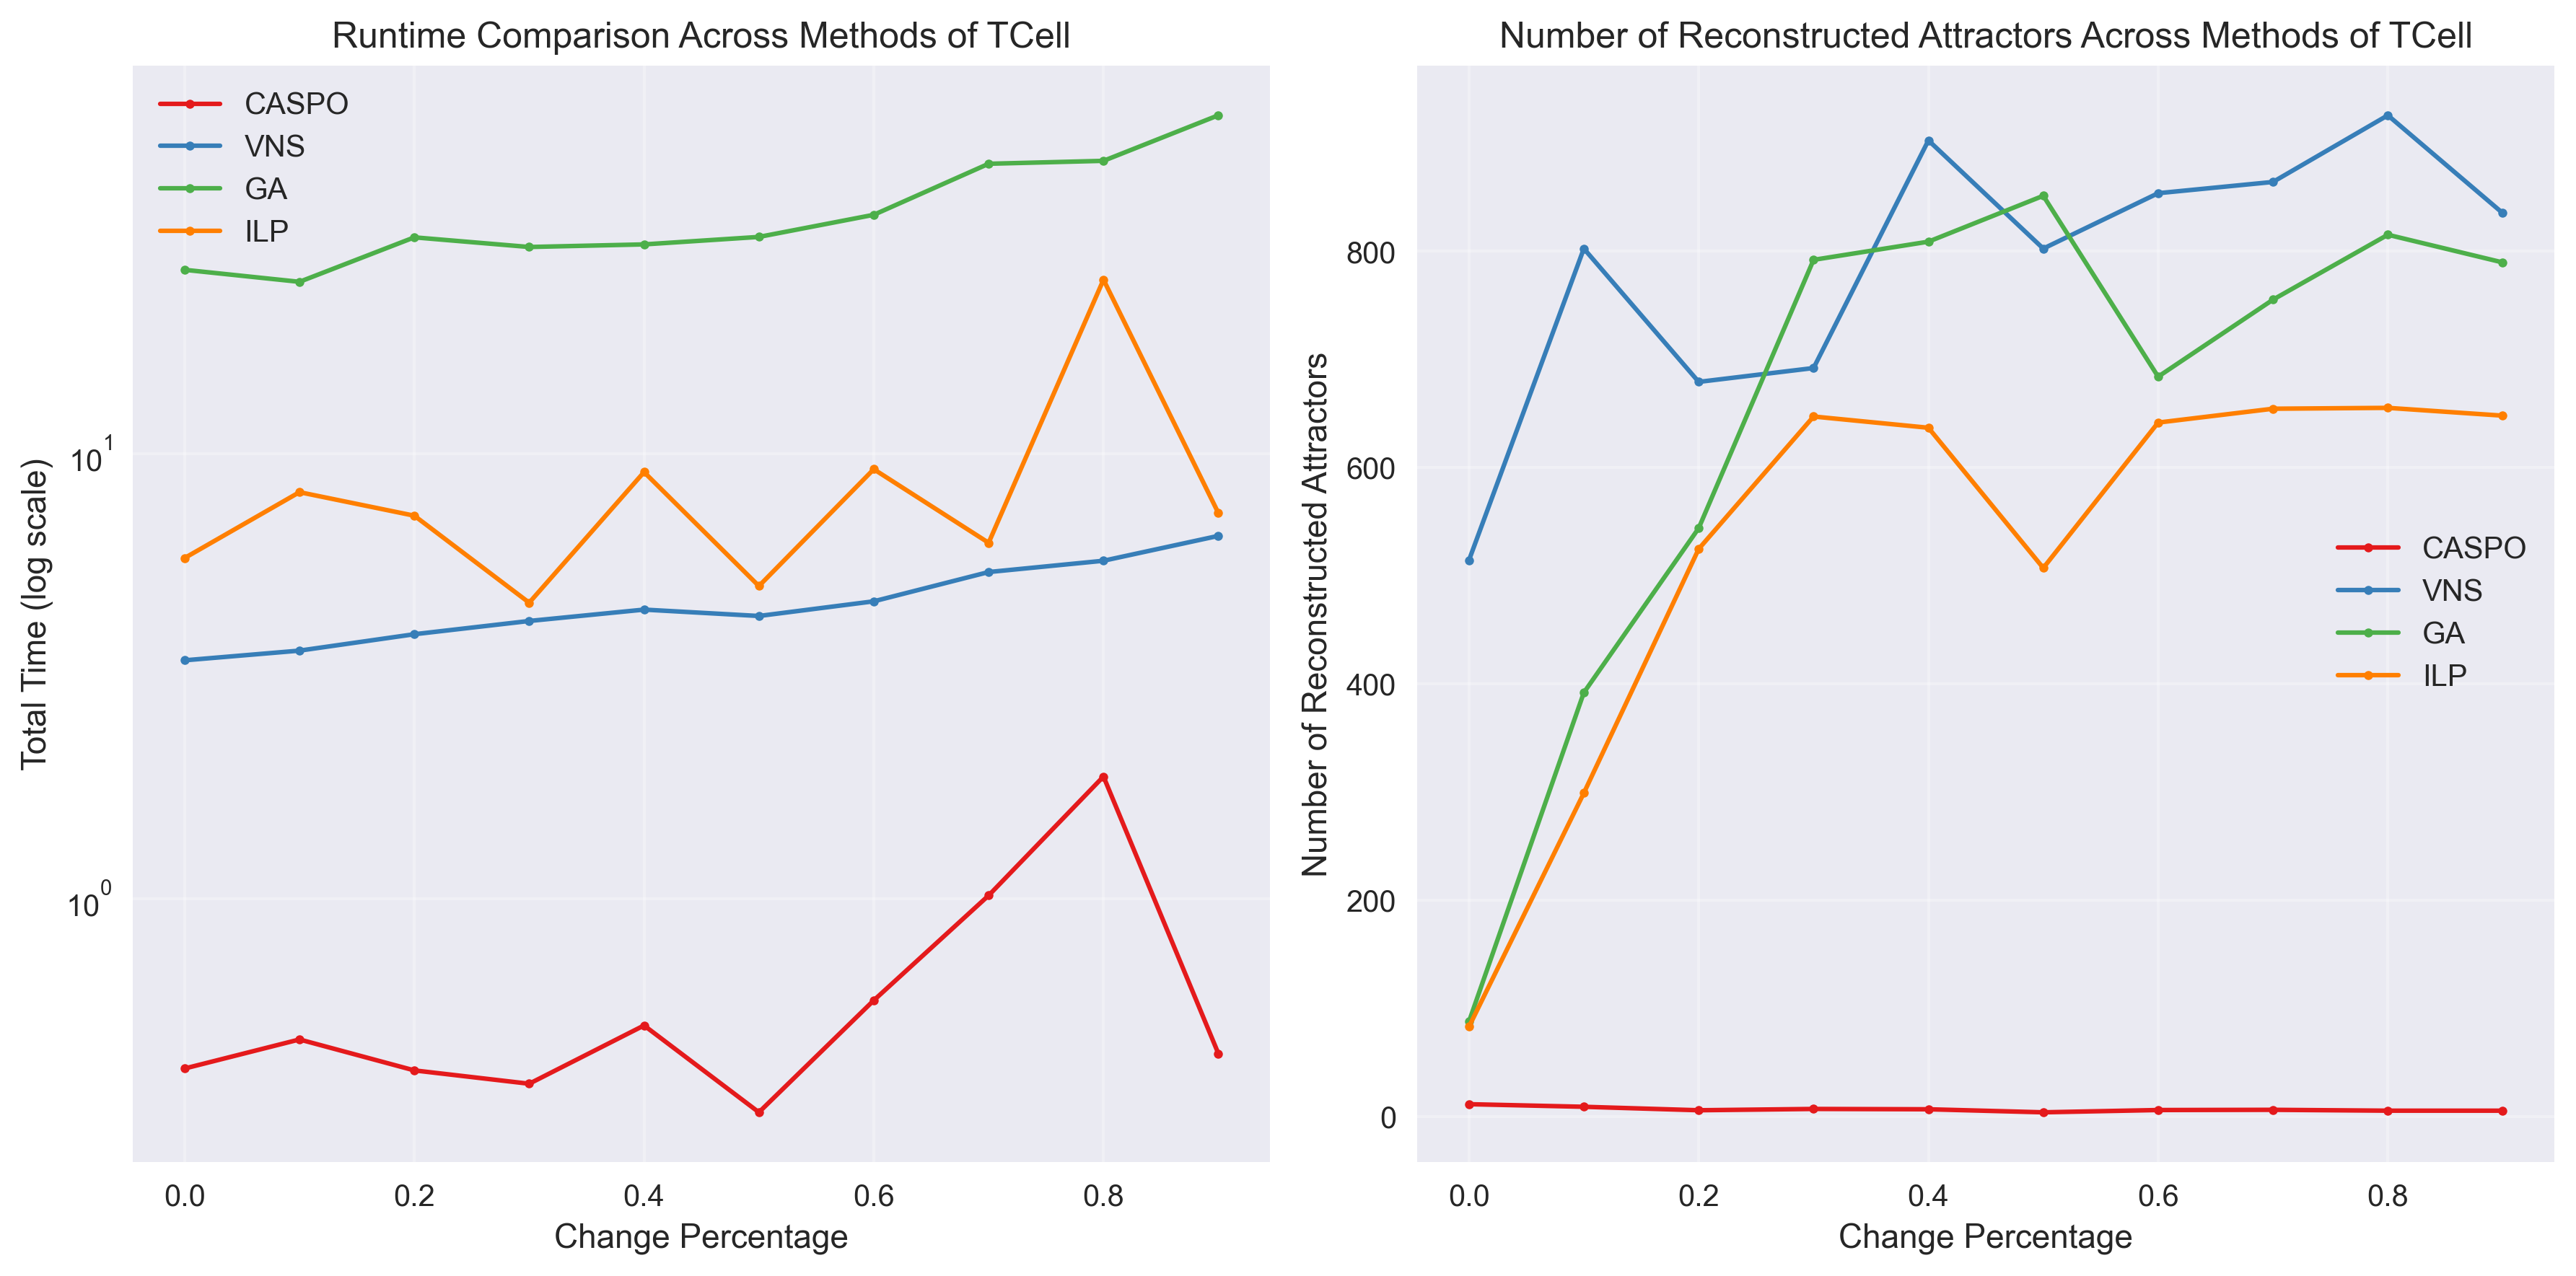 Runtime Comparison Across Methods of TCell
CASPO
VNS
GA
ILP
Total Time (log scale)
10^1
10^0
0.0 0.2 0.4 0.6 0.8
Change Percentage
Number of Reconstructed Attractors Across Methods of TCell
Number of Reconstructed Attractors
800
600
400
200
0
CASPO
VNS
GA
ILP
0.0 0.2 0.4 0.6 0.8
Change Percentage